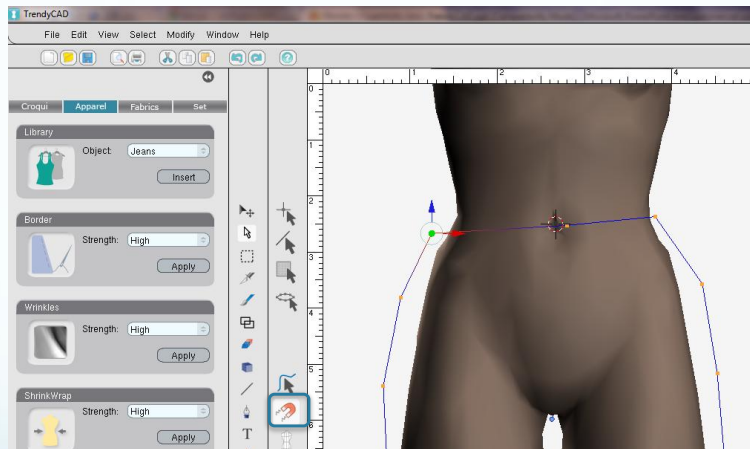 TrendyCAD
File Edit View Select Modify Window Help
Croqui Apparel Fabrics Set
Library
Object: Jeans
Insert
Border
Strength: High
Apply
Wrinkles
Strength: High
Apply
ShrinkWrap
Strength: High
Apply
T
0 1 2 3 4
0
1
2
3
4
5
6